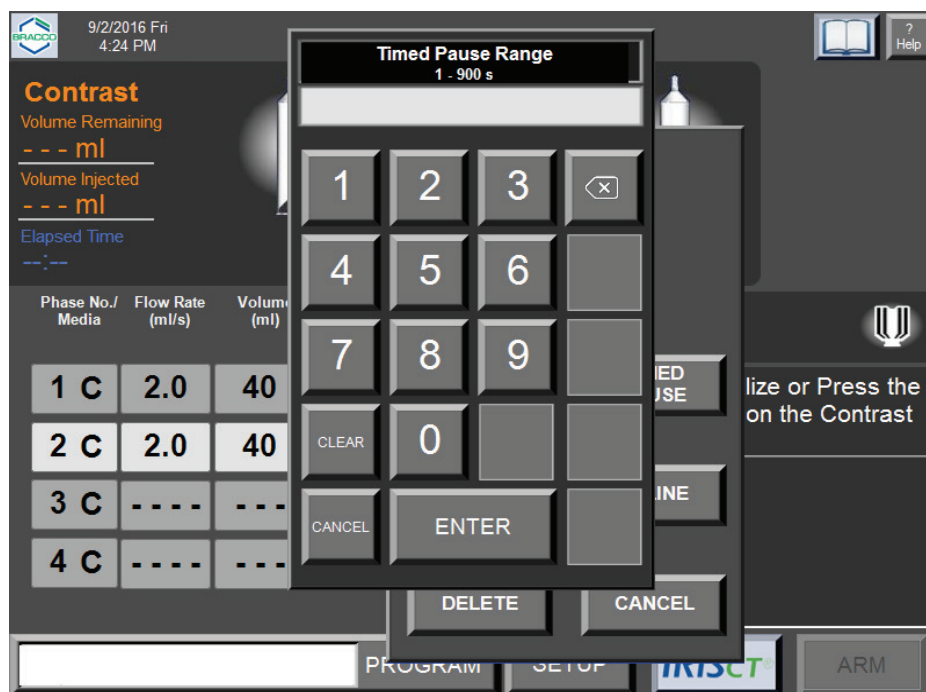 BRACCO
9/2/2016 Fri
4:24 PM
?
Help
Timed Pause Range
1 - 900 s
Contrast
Volume Remaining
- - - ml
Volume Injected
- - - ml
Elapsed Time
--:--
1 2 3
4 5 6
7 8 9
CLEAR 0
CANCEL ENTER
Phase No./ Flow Rate
Media (ml/s) (ml)
1 C 2.0 40
2 C 2.0 40
3 C - - - - - - -
4 C - - - - - - -
lize or Press the
on the Contrast
DELETE CANCEL
PROGRAM SETUP IRISCT® ARM